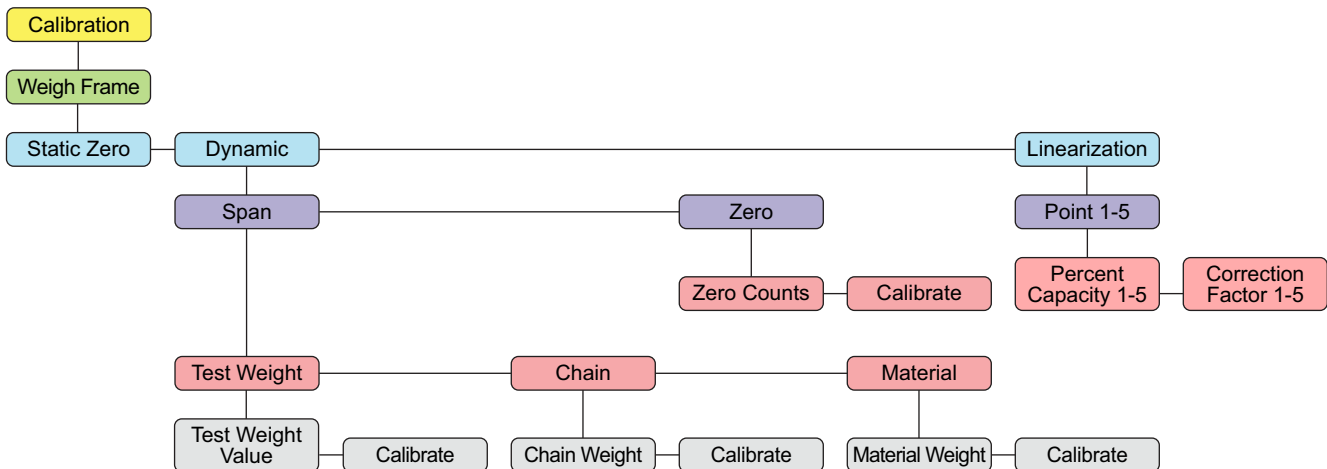 Calibration
Weigh Frame
Static Zero
Dynamic
Linearization
Span
Zero
Point 1-5
Zero Counts
Calibrate
Percent
Capacity 1-5
Correction
Factor 1-5
Test Weight
Chain
Material
Test Weight
Value
Calibrate
Chain Weight
Calibrate
Material Weight
Calibrate